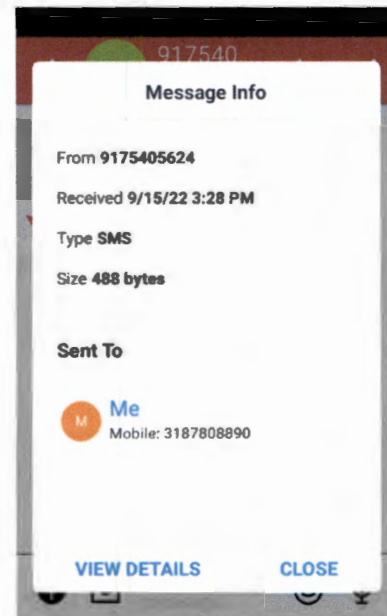 917540...
Message Info
From 9175405624
Received 9/15/22 3:28 PM
Type SMS
Size 488 bytes
Sent To
M
Me
Mobile: 3187808890
VIEW DETAILS
CLOSE